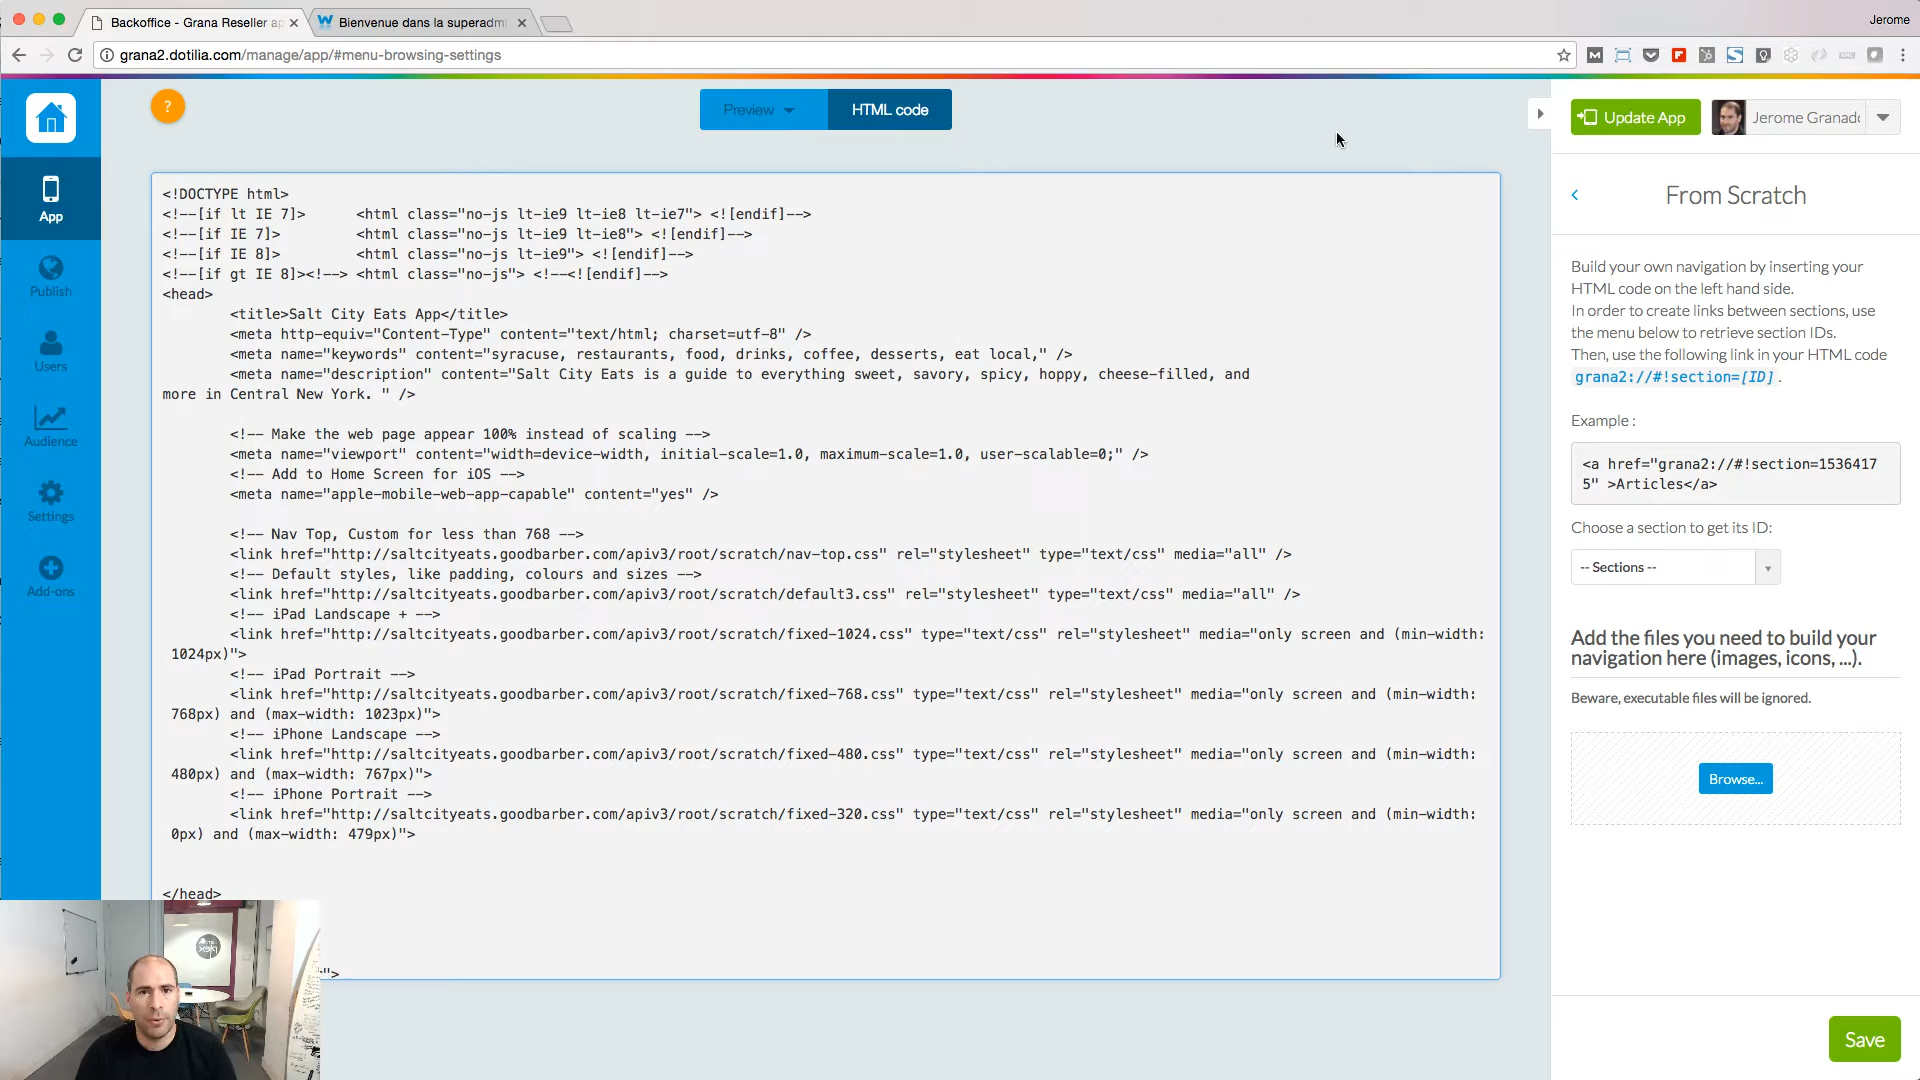 Backoffice - Grana Reseller ap
Bienvenue dans la superadmi
Jerome
grana2.dotilia.com/manage/app/#menu-browsing-settings
?
Preview
HTML code
Update App
Jerome Granado
App
Publish
Users
Audience
Settings
Add-ons
<!DOCTYPE html>
<!--[if lt IE 7]>      <html class="no-js lt-ie9 lt-ie8 lt-ie7"> <![endif]-->
<!--[if IE 7]>         <html class="no-js lt-ie9 lt-ie8"> <![endif]-->
<!--[if IE 8]>         <html class="no-js lt-ie9"> <![endif]-->
<!--[if gt IE 8]><!--> <html class="no-js"> <!--<![endif]-->
<head>
<title>Salt City Eats App</title>
<meta http-equiv="Content-Type" content="text/html; charset=utf-8" />
<meta name="keywords" content="syracuse, restaurants, food, drinks, coffee, desserts, eat local," />
<meta name="description" content="Salt City Eats is a guide to everything sweet, savory, spicy, hoppy, cheese-filled, and
more in Central New York. " />
<!-- Make the web page appear 100% instead of scaling -->
<meta name="viewport" content="width=device-width, initial-scale=1.0, maximum-scale=1.0, user-scalable=0;" />
<!-- Add to Home Screen for iOS -->
<meta name="apple-mobile-web-app-capable" content="yes" />
<!-- Nav Top, Custom for less than 768 -->
<link href="http://saltcityeats.goodbarber.com/apiv3/root/scratch/nav-top.css" rel="stylesheet" type="text/css" media="all" />
<!-- Default styles, like padding, colours and sizes -->
<link href="http://saltcityeats.goodbarber.com/apiv3/root/scratch/default3.css" rel="stylesheet" type="text/css" media="all" />
<!-- iPad Landscape + -->
<link href="http://saltcityeats.goodbarber.com/apiv3/root/scratch/fixed-1024.css" type="text/css" rel="stylesheet" media="only screen and (min-width:
1024px)">
<!-- iPad Portrait -->
<link href="http://saltcityeats.goodbarber.com/apiv3/root/scratch/fixed-768.css" type="text/css" rel="stylesheet" media="only screen and (min-width:
768px) and (max-width: 1023px)">
<!-- iPhone Landscape -->
<link href="http://saltcityeats.goodbarber.com/apiv3/root/scratch/fixed-480.css" type="text/css" rel="stylesheet" media="only screen and (min-width:
480px) and (max-width: 767px)">
<!-- iPhone Portrait -->
<link href="http://saltcityeats.goodbarber.com/apiv3/root/scratch/fixed-320.css" type="text/css" rel="stylesheet" media="only screen and (min-width:
0px) and (max-width: 479px)">
</head>
">
From Scratch
Build your own navigation by inserting your
HTML code on the left hand side.
In order to create links between sections, use
the menu below to retrieve section IDs.
Then, use the following link in your HTML code
grana2://#!section=[ID] .
Example :
<a href="grana2://#!section=1536417
5" >Articles</a>
Choose a section to get its ID:
-- Sections --
Add the files you need to build your
navigation here (images, icons, ...).
Beware, executable files will be ignored.
Browse...
Save